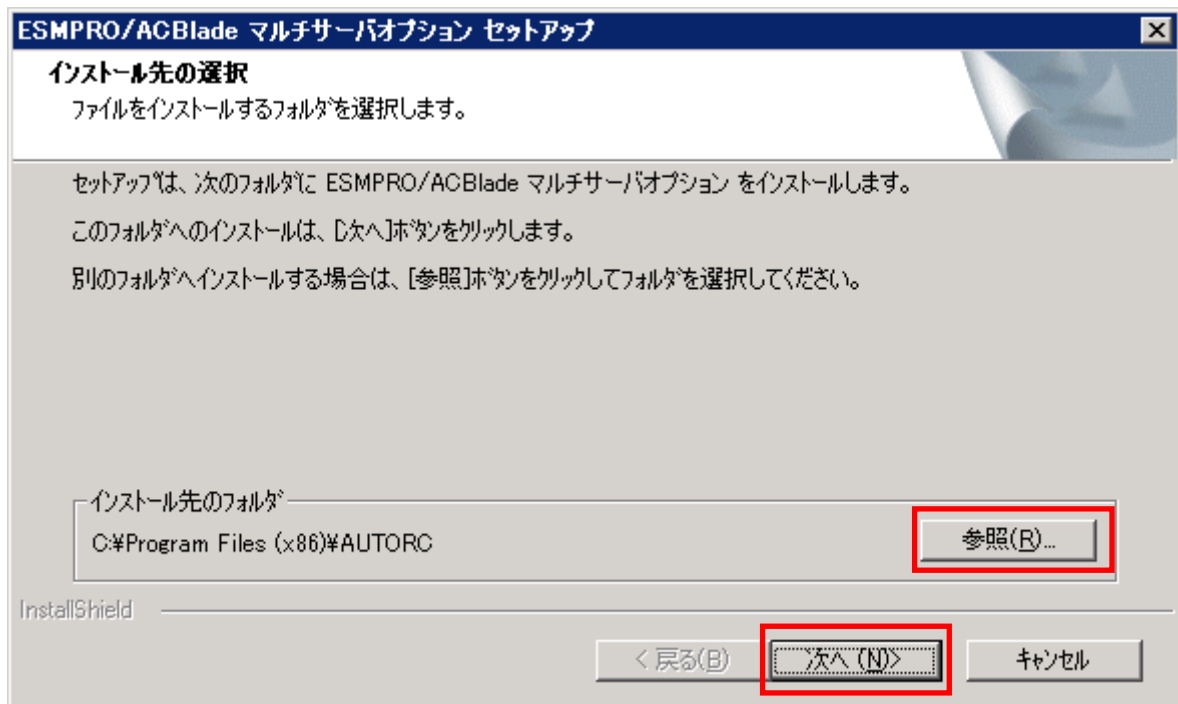 ESMPRO/ACBlade マルチサーバオプション セットアップ
インストール先の選択
ファイルをインストールするフォルダを選択します。
セットアップは、次のフォルダに ESMPRO/ACBlade マルチサーバオプション をインストールします。
このフォルダへのインストールは、[次へ]ボタンをクリックします。
別のフォルダへインストールする場合は、[参照]ボタンをクリックしてフォルダを選択してください。
インストール先のフォルダ
C:¥Program Files (x86)¥AUTORC
参照(R)...
InstallShield
< 戻る(B)
次へ (N)>
キャンセル